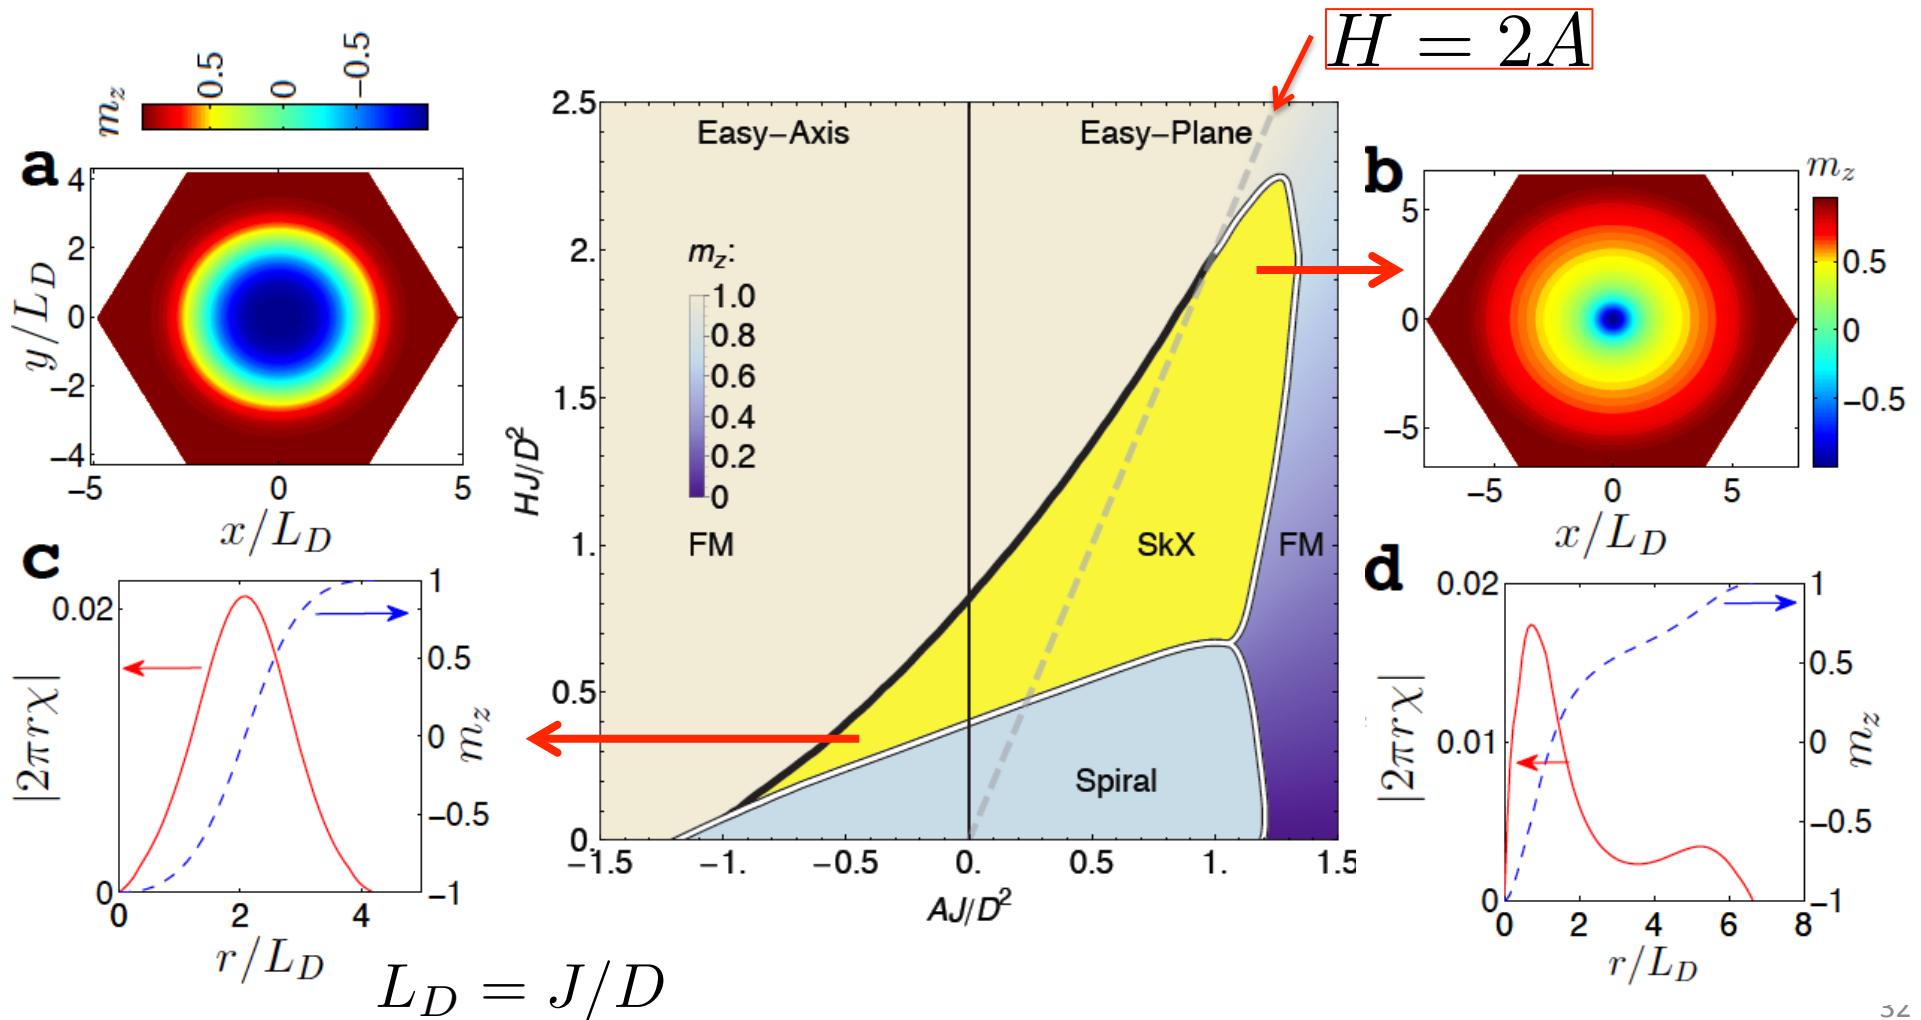 H = 2A
m_z
0.5
0
−0.5
a
4
2
0
−2
−4
y/L_D
−5
0
5
x/L_D
c
0.02
0
|2πrχ|
1
0.5
0
−0.5
−1
m_z
0
2
4
r/L_D
L_D = J/D
2.5
2.
1.5
1.
0.5
0.
HJ/D²
Easy−Axis
Easy−Plane
m_z:
1.0
0.8
0.6
0.4
0.2
0
FM
SkX
FM
Spiral
−1.5
−1.
−0.5
0.
0.5
1.
1.5
AJ/D²
b
5
0
−5
−5
0
5
x/L_D
m_z
0.5
0
−0.5
d
0.02
0.01
0
|2πrχ|
1
0.5
0
−0.5
−1
m_z
0
2
4
6
8
r/L_D